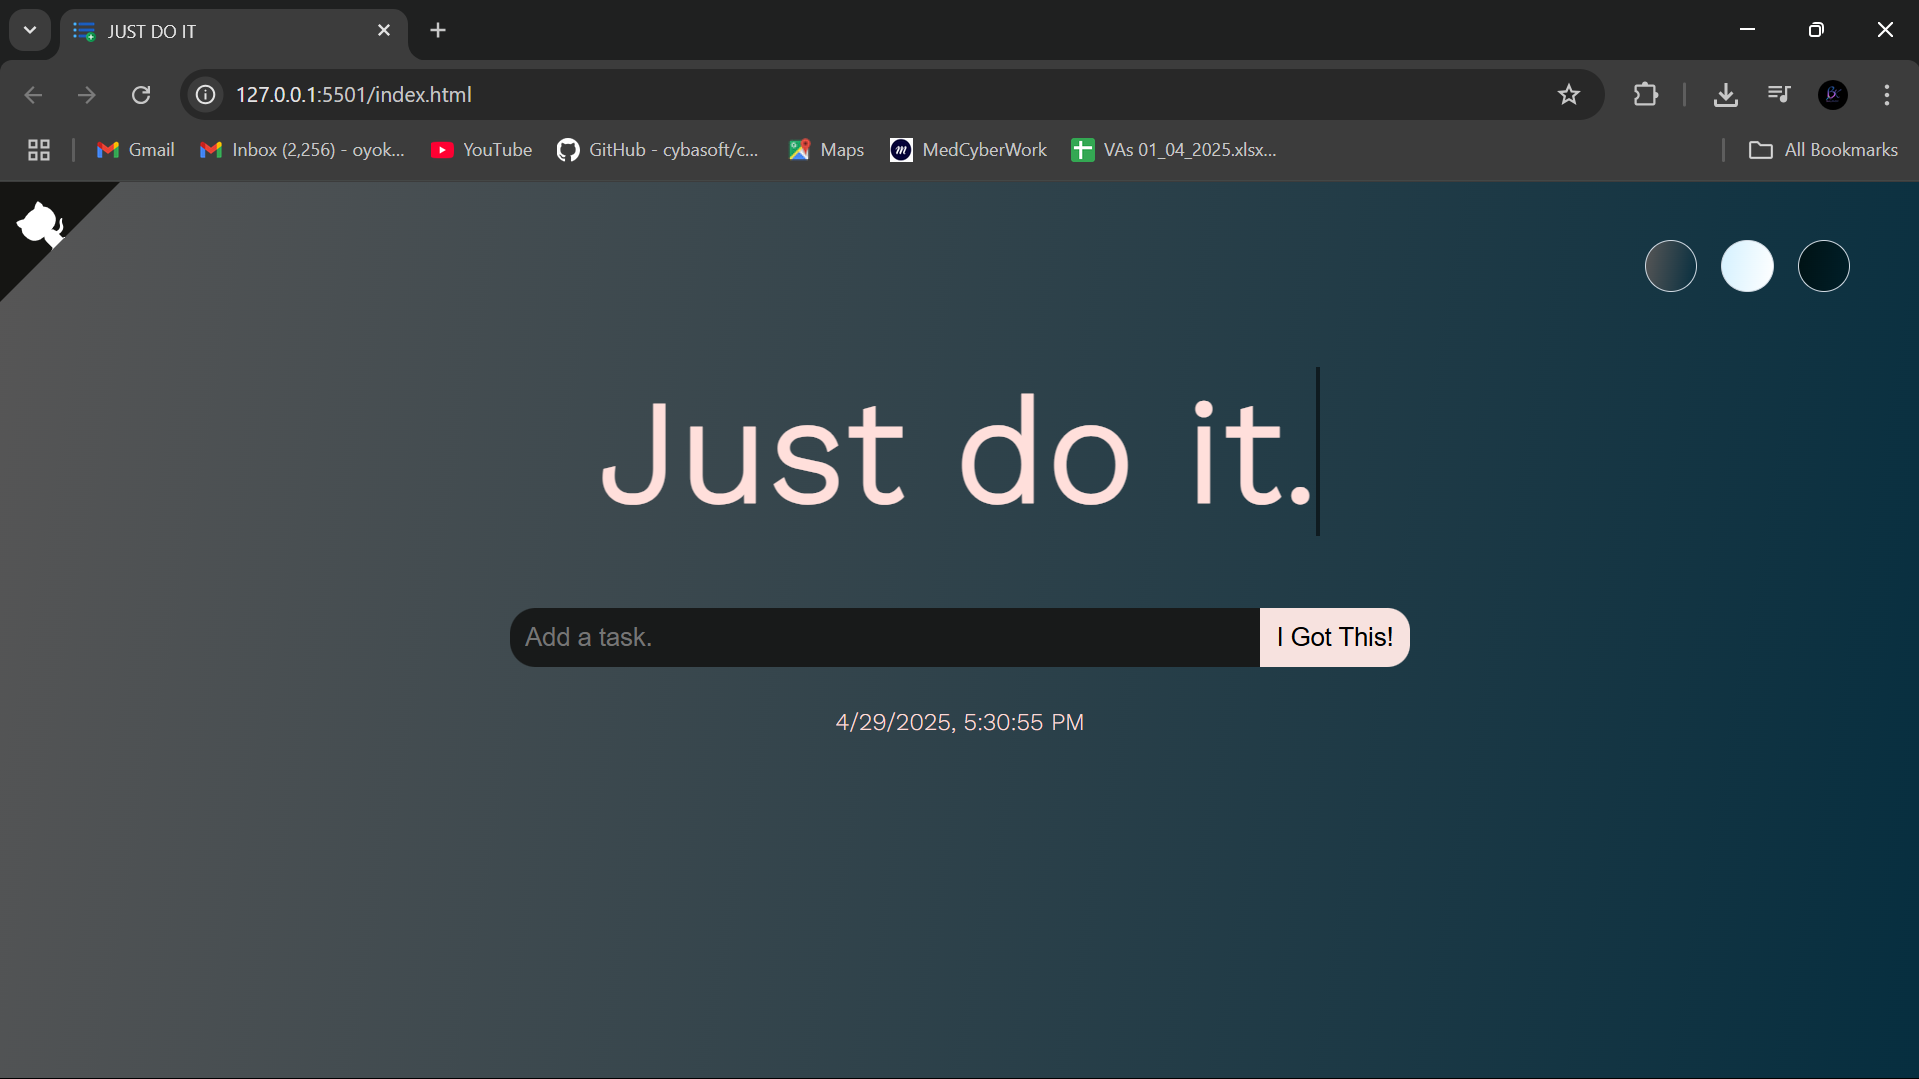 JUST DO IT
127.0.0.1:5501/index.html
Gmail
Inbox (2,256) - oyok...
YouTube
GitHub - cybasoft/c...
Maps
m MedCyberWork
VAs 01_04_2025.xlsx...
All Bookmarks
Just do it.
Add a task.
I Got This!
4/29/2025, 5:30:55 PM